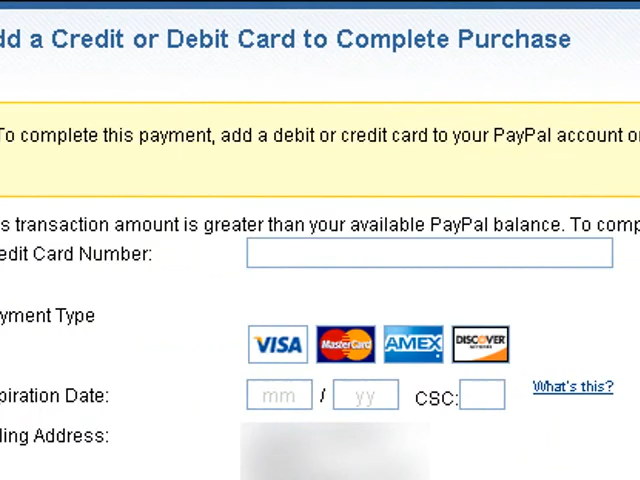 dd a Credit or Debit Card to Complete Purchase
To complete this payment, add a debit or credit card to your PayPal account or
s transaction amount is greater than your available PayPal balance. To comp
edit Card Number:
yment Type
VISA MasterCard AMEX DISCOVER NETWORK
piration Date: mm / yy CSC: What's this?
ling Address: